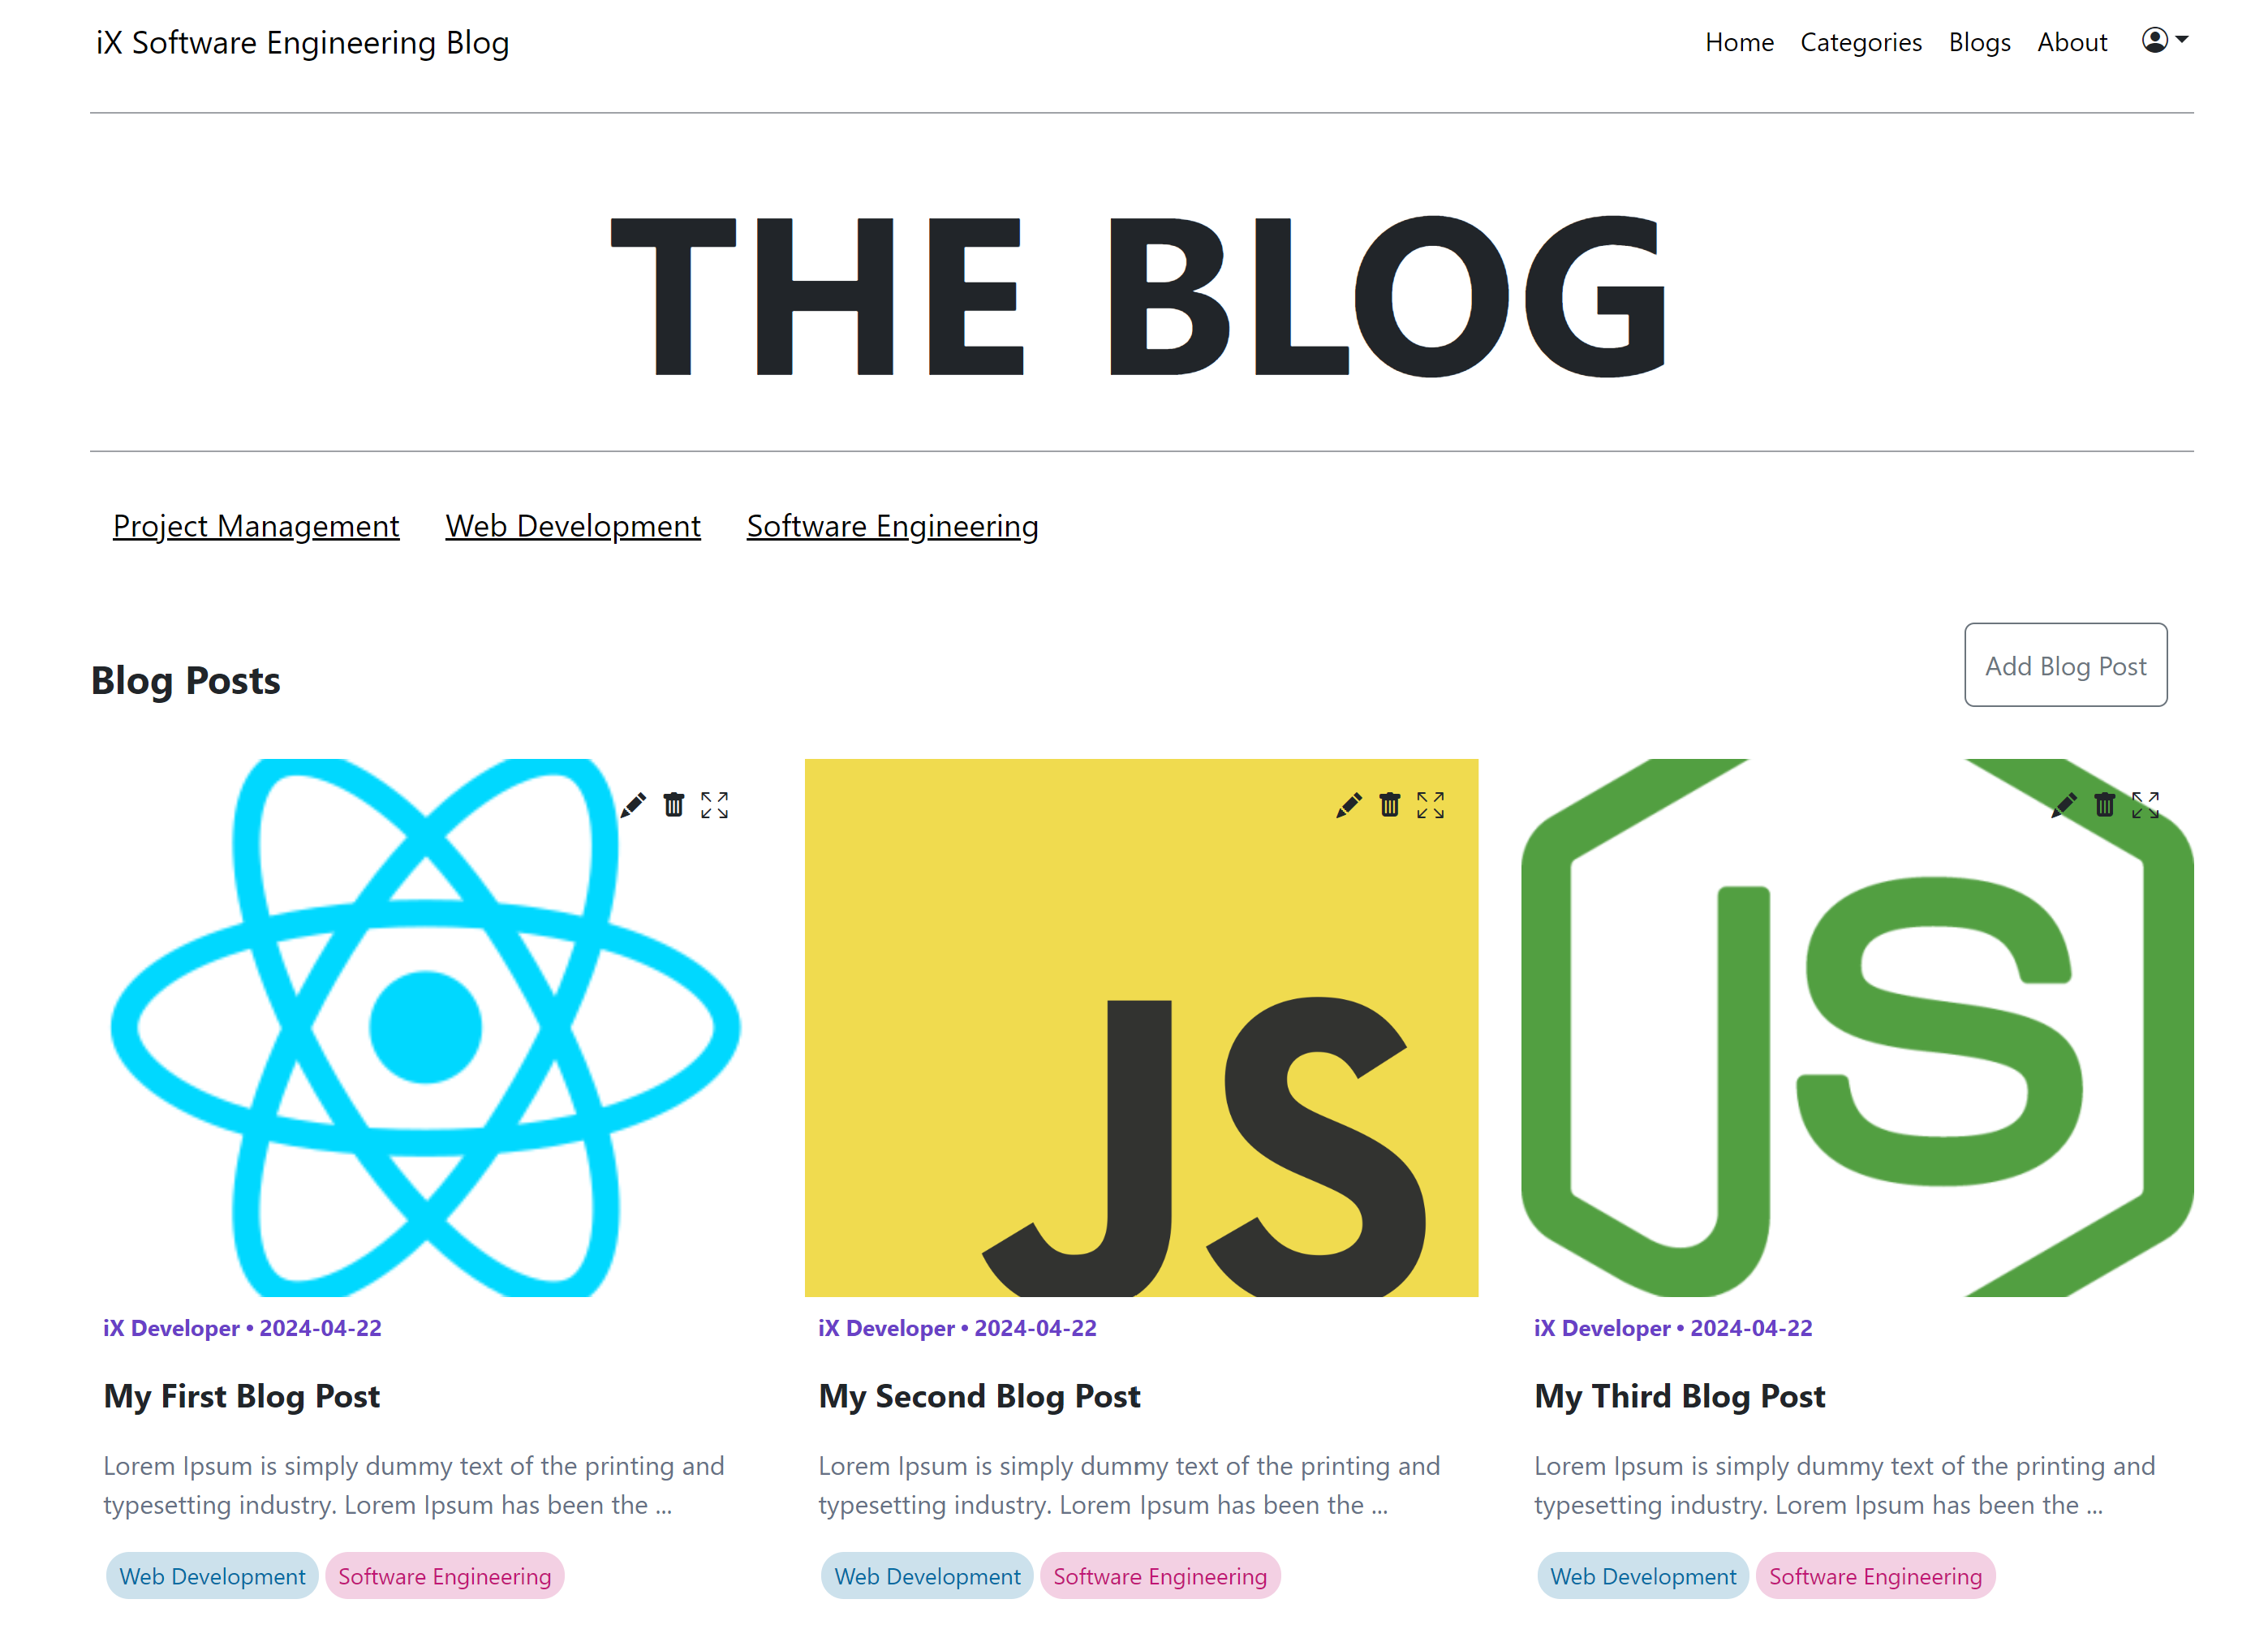 iX Software Engineering Blog
Home Categories Blogs About
THE BLOG
Project Management Web Development Software Engineering
Blog Posts
Add Blog Post
JS
JS
iX Developer • 2024-04-22
My First Blog Post
Lorem Ipsum is simply dummy text of the printing and
typesetting industry. Lorem Ipsum has been the ...
Web Development Software Engineering
iX Developer • 2024-04-22
My Second Blog Post
Lorem Ipsum is simply dummy text of the printing and
typesetting industry. Lorem Ipsum has been the ...
Web Development Software Engineering
iX Developer • 2024-04-22
My Third Blog Post
Lorem Ipsum is simply dummy text of the printing and
typesetting industry. Lorem Ipsum has been the ...
Web Development Software Engineering